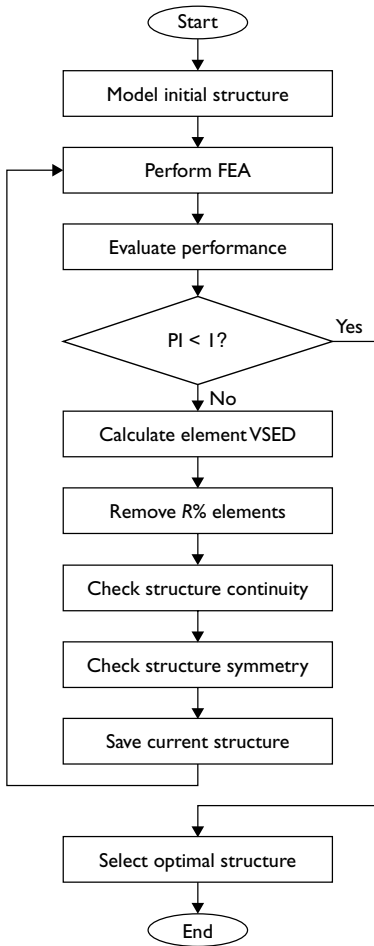 Start
Model initial structure
Perform FEA
Evaluate performance
PI < 1?
Yes
No
Calculate element VSED
Remove R% elements
Check structure continuity
Check structure symmetry
Save current structure
Select optimal structure
End